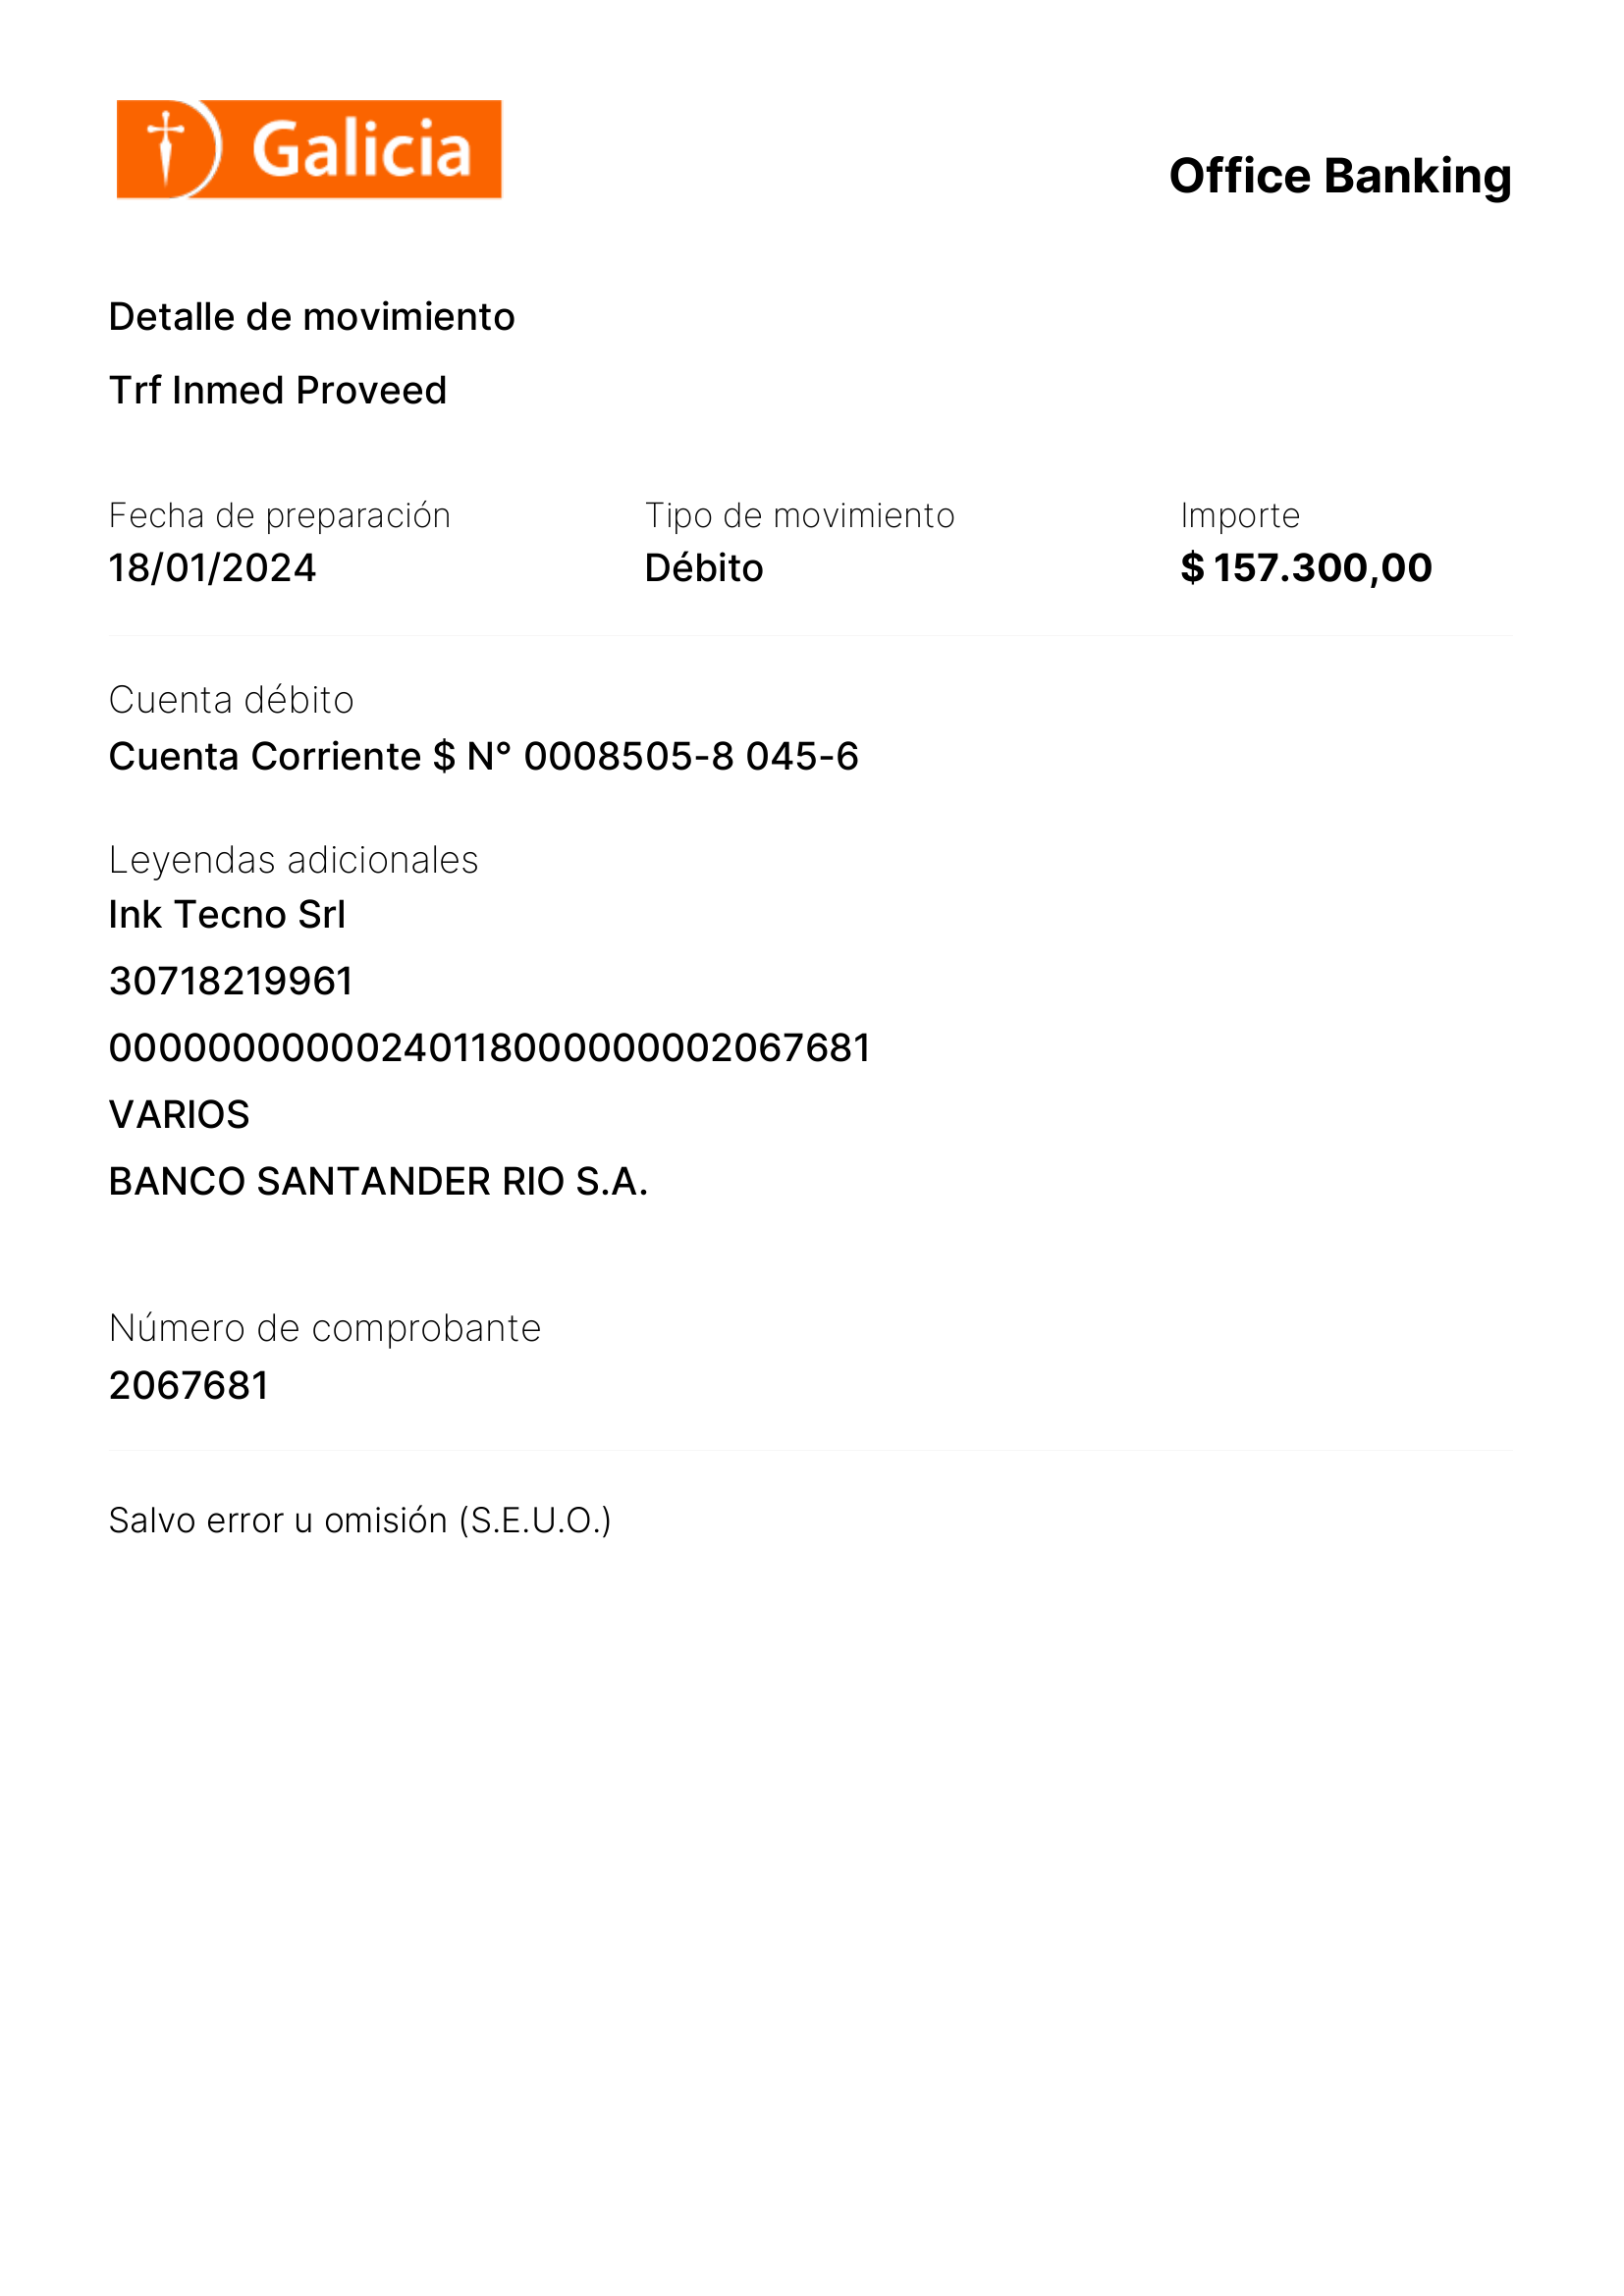 Galicia
Office Banking
Detalle de movimiento
Trf Inmed Proveed
Fecha de preparación Tipo de movimiento Importe
18/01/2024 Débito $ 157.300,00
Cuenta débito
Cuenta Corriente $ N° 0008505-8 045-6
Leyendas adicionales
Ink Tecno Srl
30718219961
0000000000024011800000000002067681
VARIOS
BANCO SANTANDER RIO S.A.
Número de comprobante
2067681
Salvo error u omisión (S.E.U.O.)